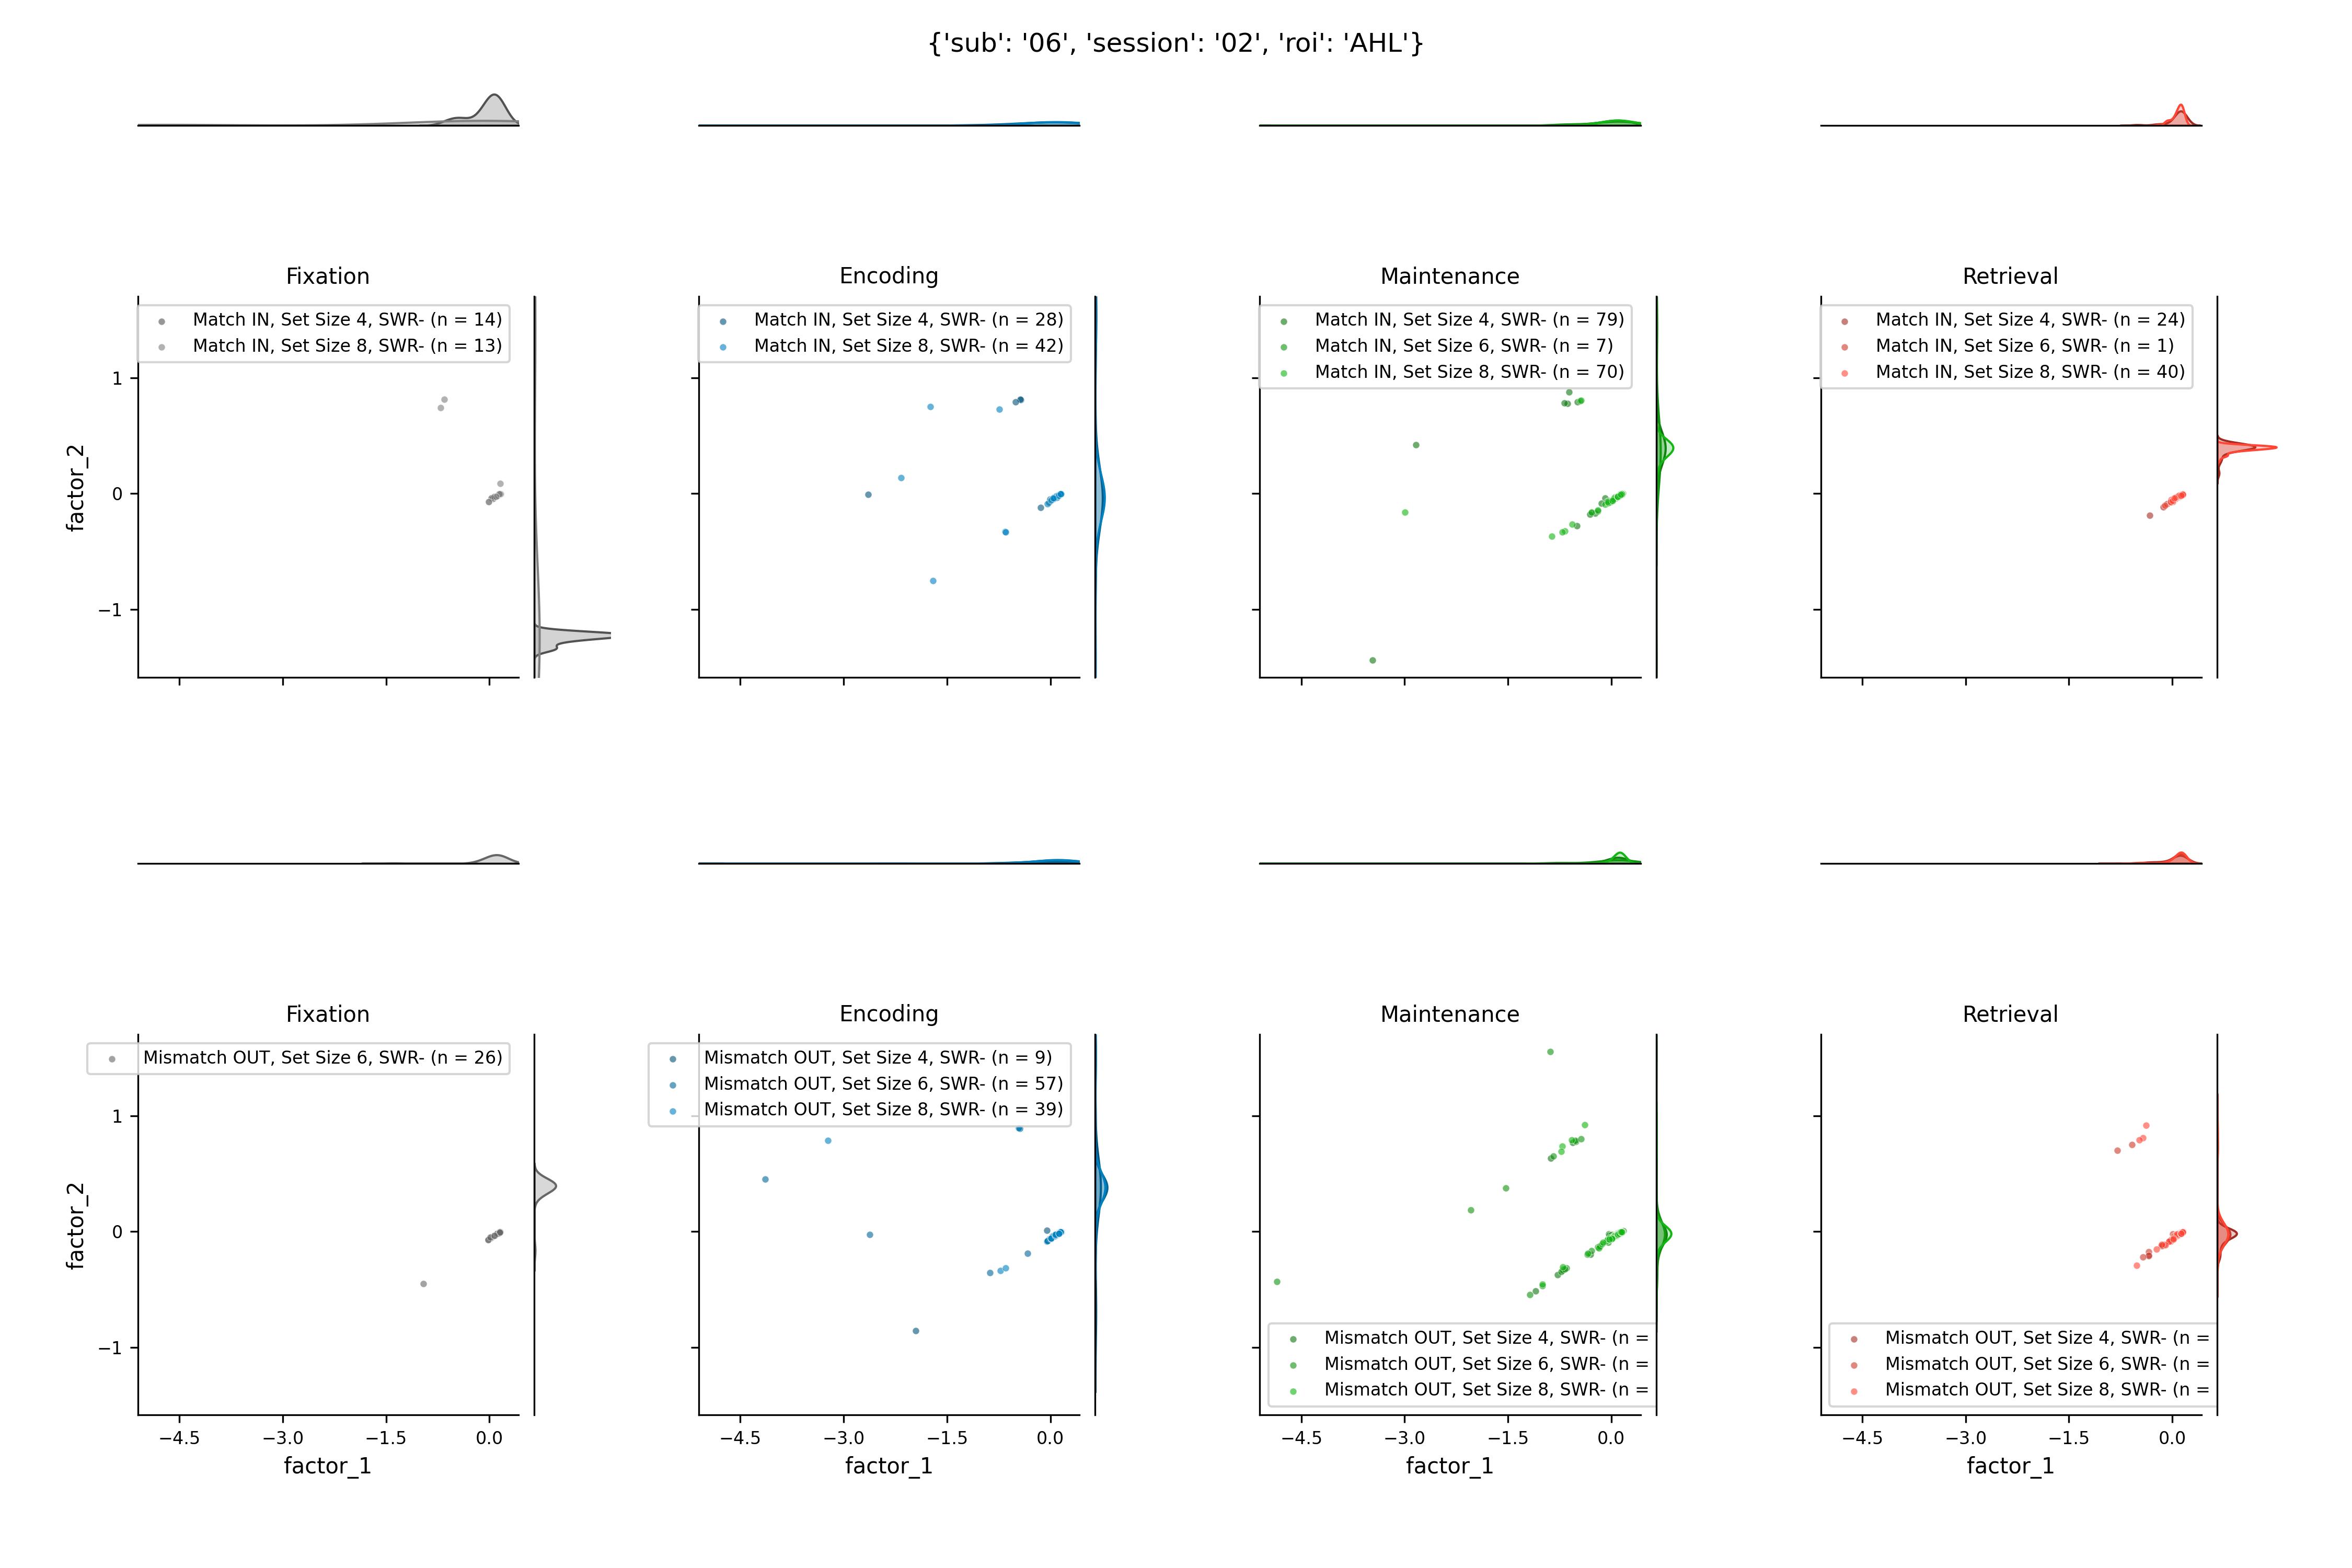 {'sub': '06', 'session': '02', 'roi': 'AHL'}
Fixation
Match IN, Set Size 4, SWR- (n = 14)
Match IN, Set Size 8, SWR- (n = 13)
1
0
−1
factor_2
Encoding
Match IN, Set Size 4, SWR- (n = 28)
Match IN, Set Size 8, SWR- (n = 42)
Maintenance
Match IN, Set Size 4, SWR- (n = 79)
Match IN, Set Size 6, SWR- (n = 7)
Match IN, Set Size 8, SWR- (n = 70)
Retrieval
Match IN, Set Size 4, SWR- (n = 24)
Match IN, Set Size 6, SWR- (n = 1)
Match IN, Set Size 8, SWR- (n = 40)
Fixation
Mismatch OUT, Set Size 6, SWR- (n = 26)
1
0
−1
factor_2
−4.5 −3.0 −1.5 0.0
factor_1
Encoding
Mismatch OUT, Set Size 4, SWR- (n = 9)
Mismatch OUT, Set Size 6, SWR- (n = 57)
Mismatch OUT, Set Size 8, SWR- (n = 39)
−4.5 −3.0 −1.5 0.0
factor_1
Maintenance
Mismatch OUT, Set Size 4, SWR- (n =
Mismatch OUT, Set Size 6, SWR- (n =
Mismatch OUT, Set Size 8, SWR- (n =
−4.5 −3.0 −1.5 0.0
factor_1
Retrieval
Mismatch OUT, Set Size 4, SWR- (n =
Mismatch OUT, Set Size 6, SWR- (n =
Mismatch OUT, Set Size 8, SWR- (n =
−4.5 −3.0 −1.5 0.0
factor_1